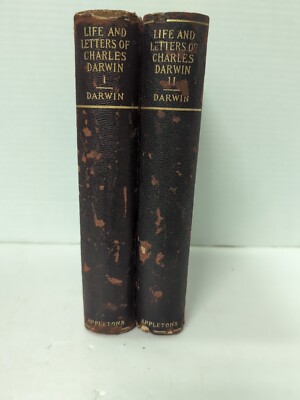 LIFE AND
LETTERS OF
CHARLES
DARWIN
I
DARWIN
APPLETONS
LIFE AND
LETTERS OF
CHARLES
DARWIN
II
DARWIN
APPLETONS